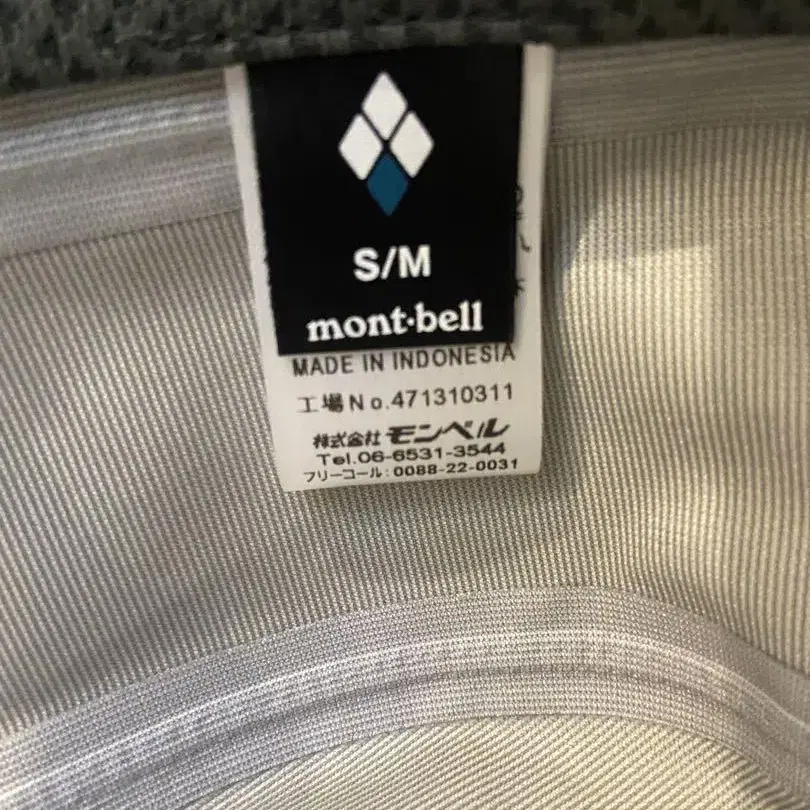 S/M
mont·bell
MADE IN INDONESIA
工場No.471310311
株式会社モンベル
Tel.06-6531-3544
フリーコール:0088-22-0031